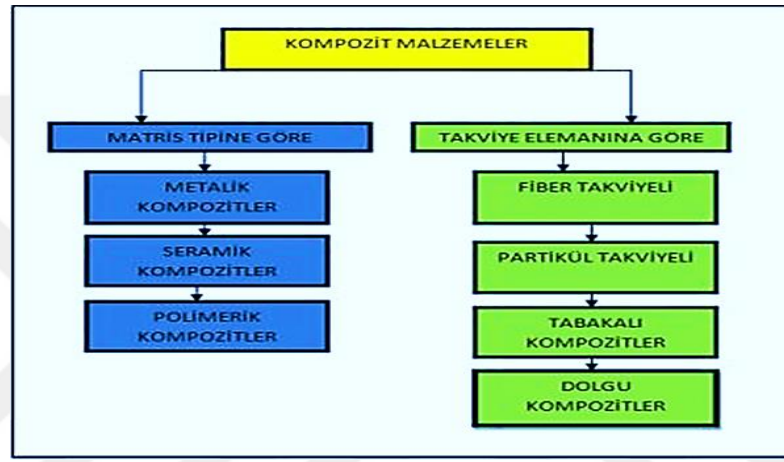 KOMPOZİT MALZEMELER
MATRİS TİPİNE GÖRE
METALİK
KOMPOZİTLER
SERAMİK
KOMPOZİTLER
POLİMERİK
KOMPOZİTLER
TAKVİYE ELEMANINA GÖRE
FİBER TAKVİYELİ
PARTİKÜL TAKVİYELİ
TABAKALI
KOMPOZİTLER
DOLGU
KOMPOZİTLER